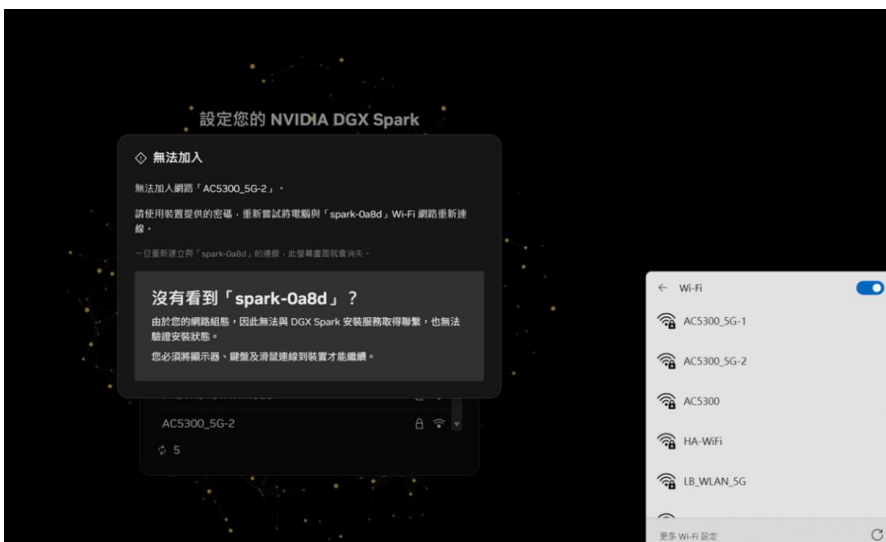 設定您的 NVIDIA DGX Spark
無法加入
無法加入網路「AC5300_5G-2」。
請使用裝置提供的密碼，重新嘗試將電腦與「spark-0a8d」Wi-Fi 網路重新連
線。
一旦重新建立與「spark-0a8d」的連線，此螢幕畫面就會消失。
沒有看到「spark-0a8d」？
由於您的網路組態，因此無法與 DGX Spark 安裝服務取得聯繫，也無法
驗證安裝狀態。
您必須將顯示器、鍵盤及滑鼠連線到裝置才能繼續。
AC5300_5G-2
5
Wi-Fi
AC5300_5G-1
AC5300_5G-2
AC5300
HA-WiFi
LB_WLAN_5G
更多 Wi-Fi 設定